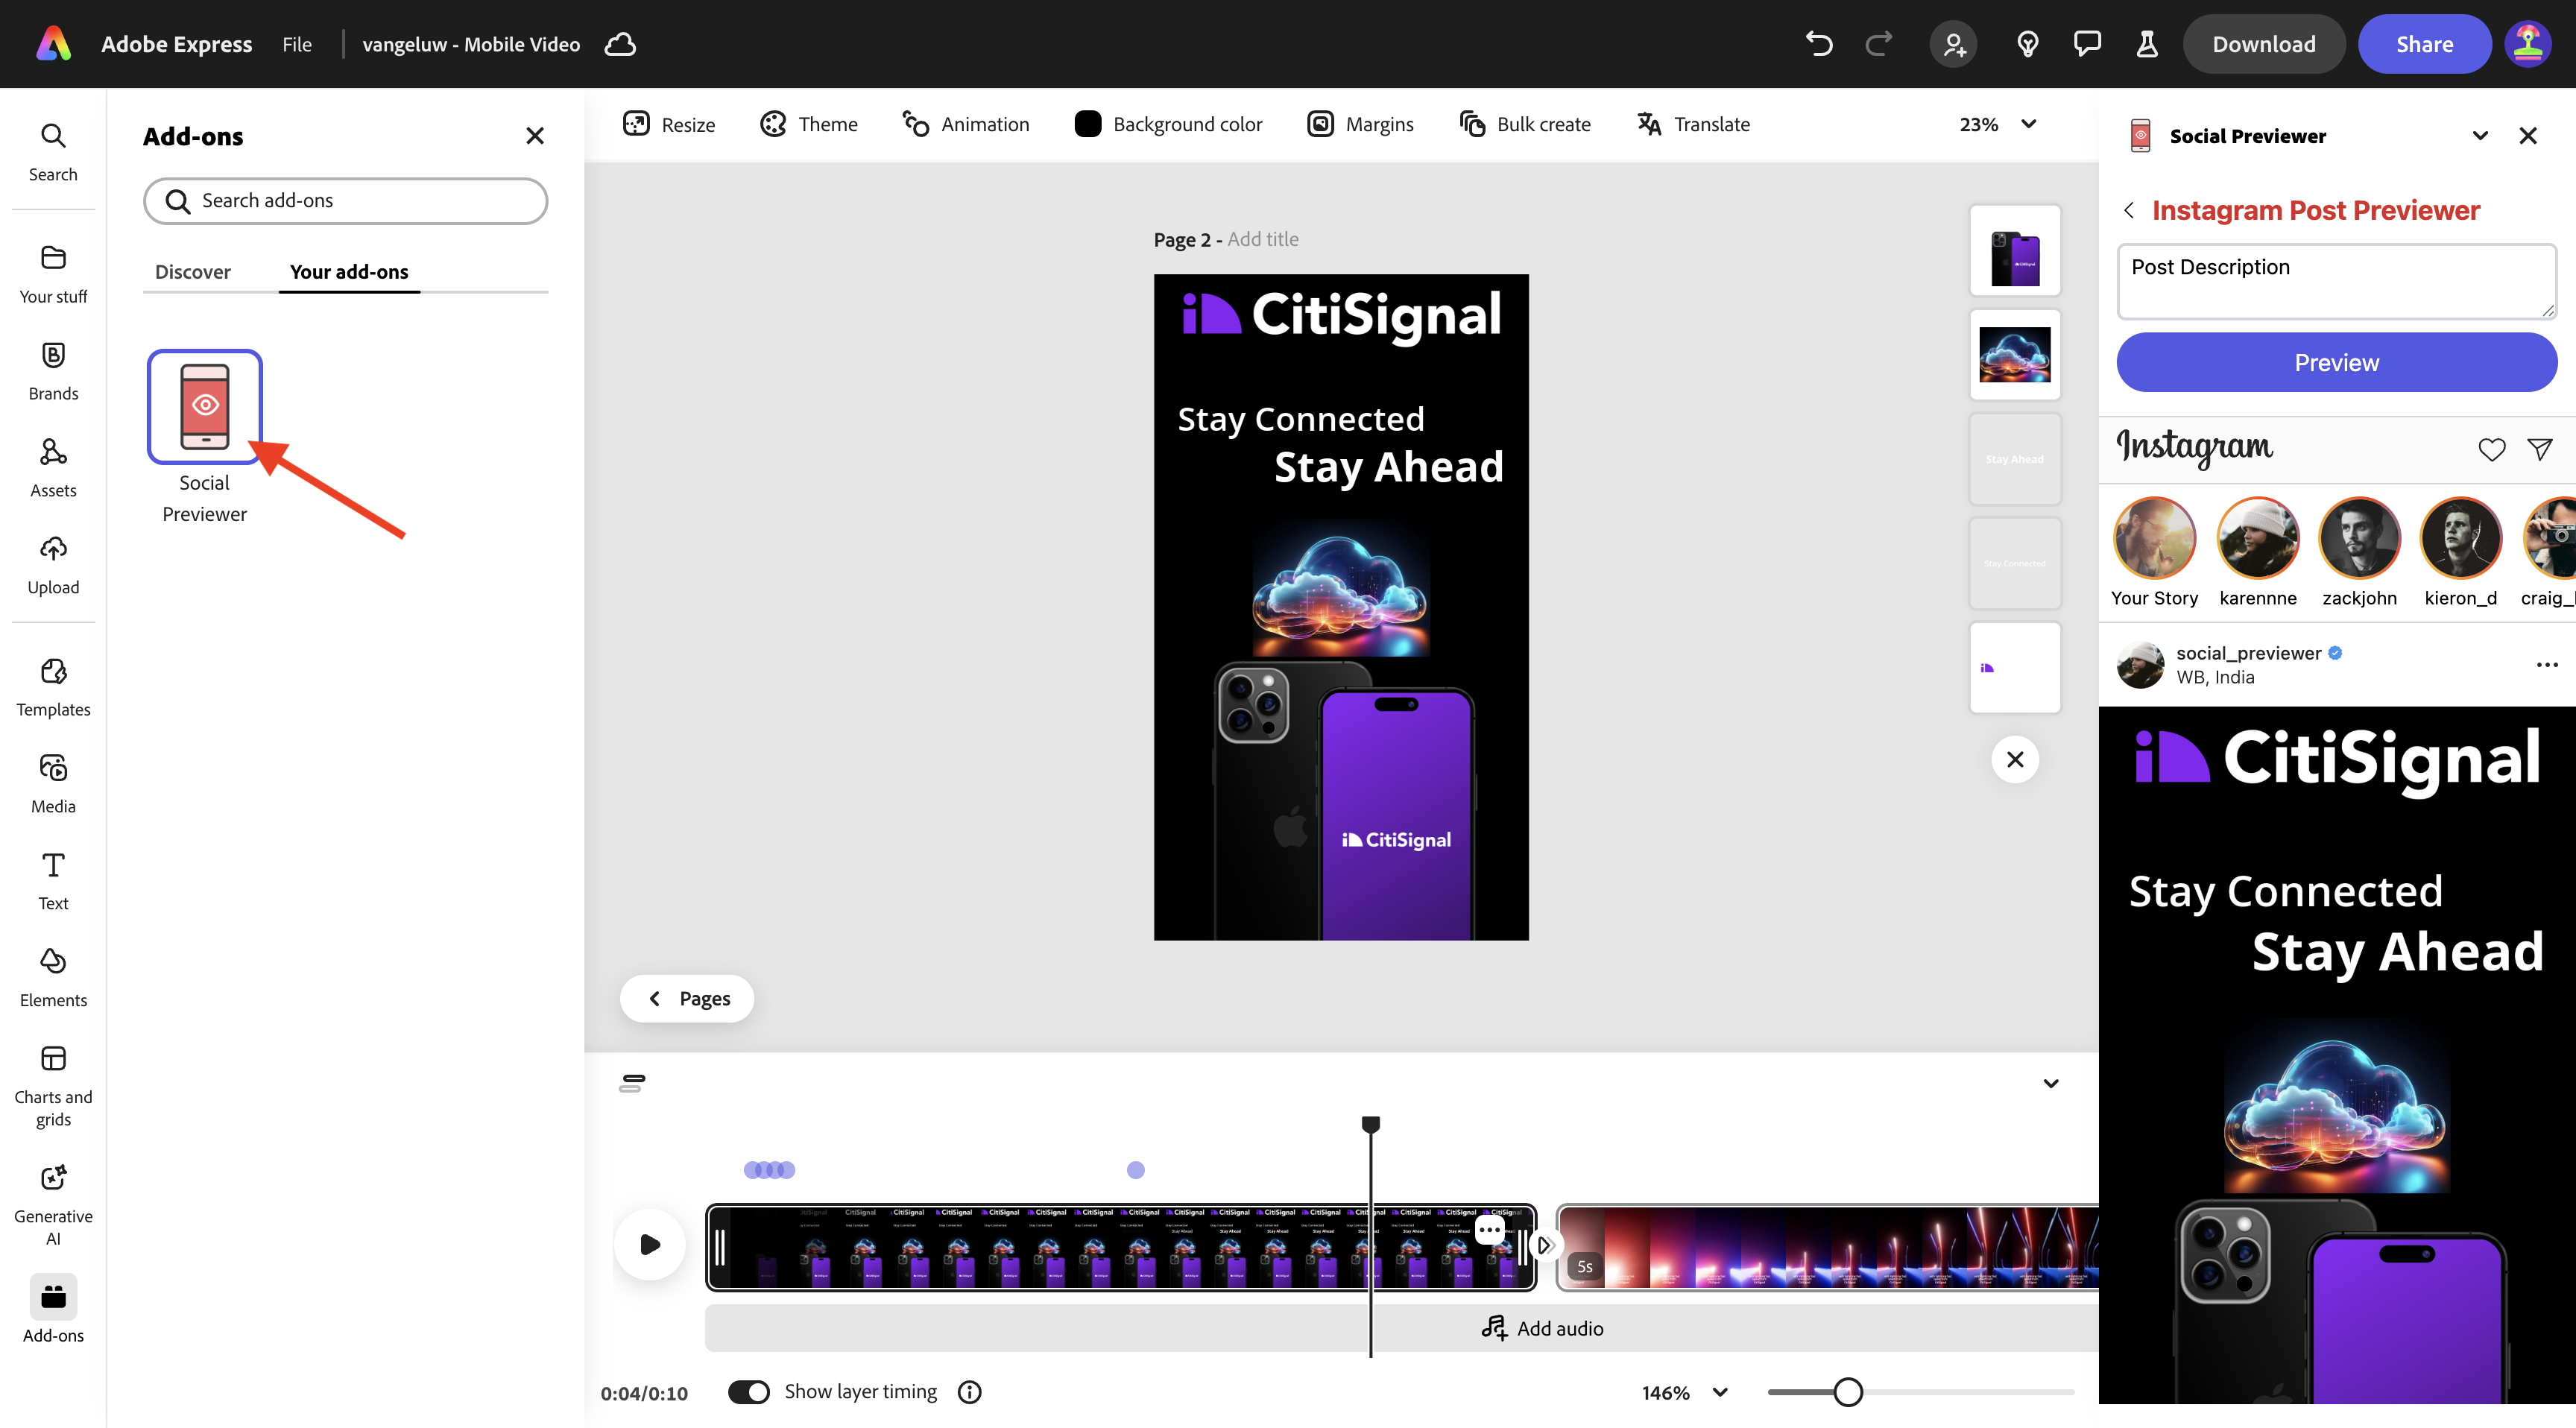 Adobe Express
File
vangeluw - Mobile Video
Download
Share
Search
Your stuff
Brands
Assets
Upload
Templates
Media
Text
Elements
Charts and
grids
Generative
AI
Add-ons
Add-ons
Search add-ons
Discover
Your add-ons
Social
Previewer
Resize
Theme
Animation
Background color
Margins
Bulk create
Translate
23%
Page 2 - Add title
CitiSignal
Stay Connected
Stay Ahead
CitiSignal
Stay Ahead
Stay Connected
Pages
5s
Add audio
0:04/0:10
Show layer timing
146%
Social Previewer
Instagram Post Previewer
Post Description
Preview
Instagram
Your Story
karennne
zackjohn
kieron_d
social_previewer
WB, India
CitiSignal
Stay Connected
Stay Ahead